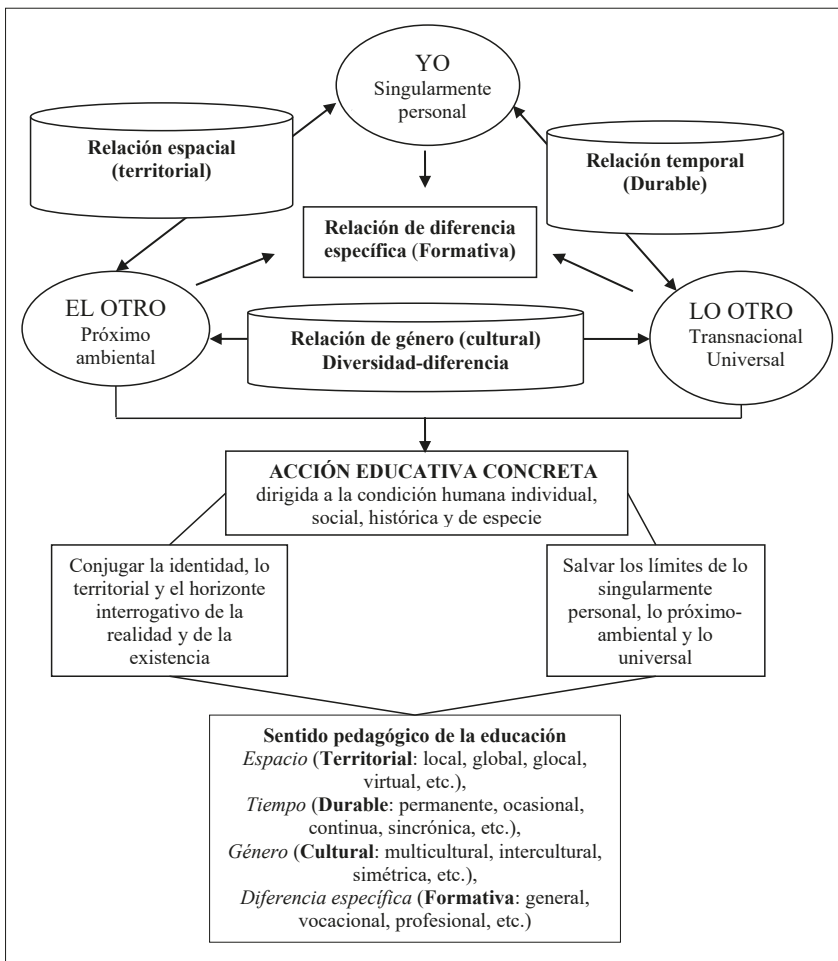 YO
Singularmente
personal
Relación espacial
(territorial)
Relación temporal
(Durable)
Relación de diferencia
específica (Formativa)
EL OTRO
Próximo
ambiental
Relación de género (cultural)
Diversidad-diferencia
LO OTRO
Transnacional
Universal
ACCIÓN EDUCATIVA CONCRETA
dirigida a la condición humana individual,
social, histórica y de especie
Conjugar la identidad, lo
territorial y el horizonte
interrogativo de la
realidad y de la
existencia
Salvar los límites de lo
singularmente
personal, lo próximo-
ambiental y lo
universal
Sentido pedagógico de la educación
Espacio (Territorial: local, global, glocal,
virtual, etc.),
Tiempo (Durable: permanente, ocasional,
continua, sincrónica, etc.),
Género (Cultural: multicultural, intercultural,
simétrica, etc.),
Diferencia específica (Formativa: general,
vocacional, profesional, etc.)